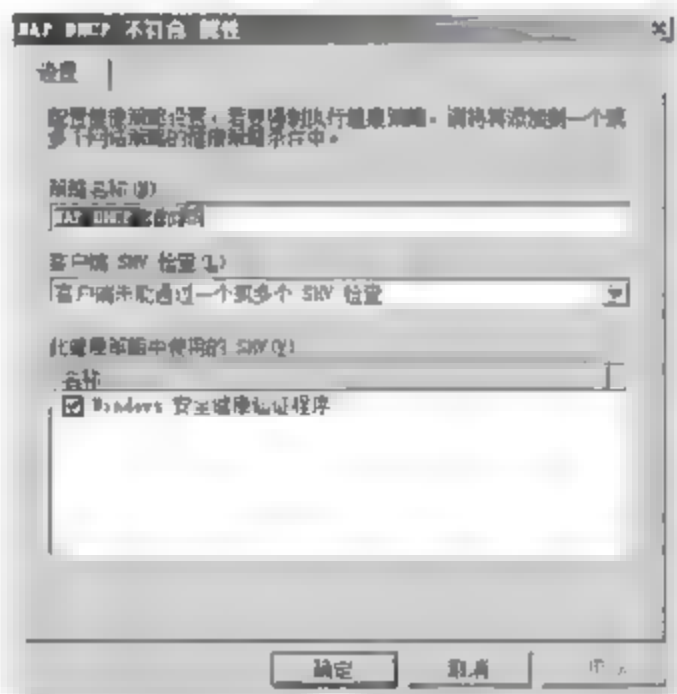 NAP DHCP 不符合 属性
设置
配置健康策略设置。若要强制执行健康策略，请将其添加到一个或
多个网络策略的健康策略条件中。
策略名称(N)
NAP DHCP 不符合
客户端 SHV 检查(L)
客户端未能通过一个或多个 SHV 检查
此健康策略中使用的 SHV(V)
名称
Windows 安全健康验证程序
确定 取消